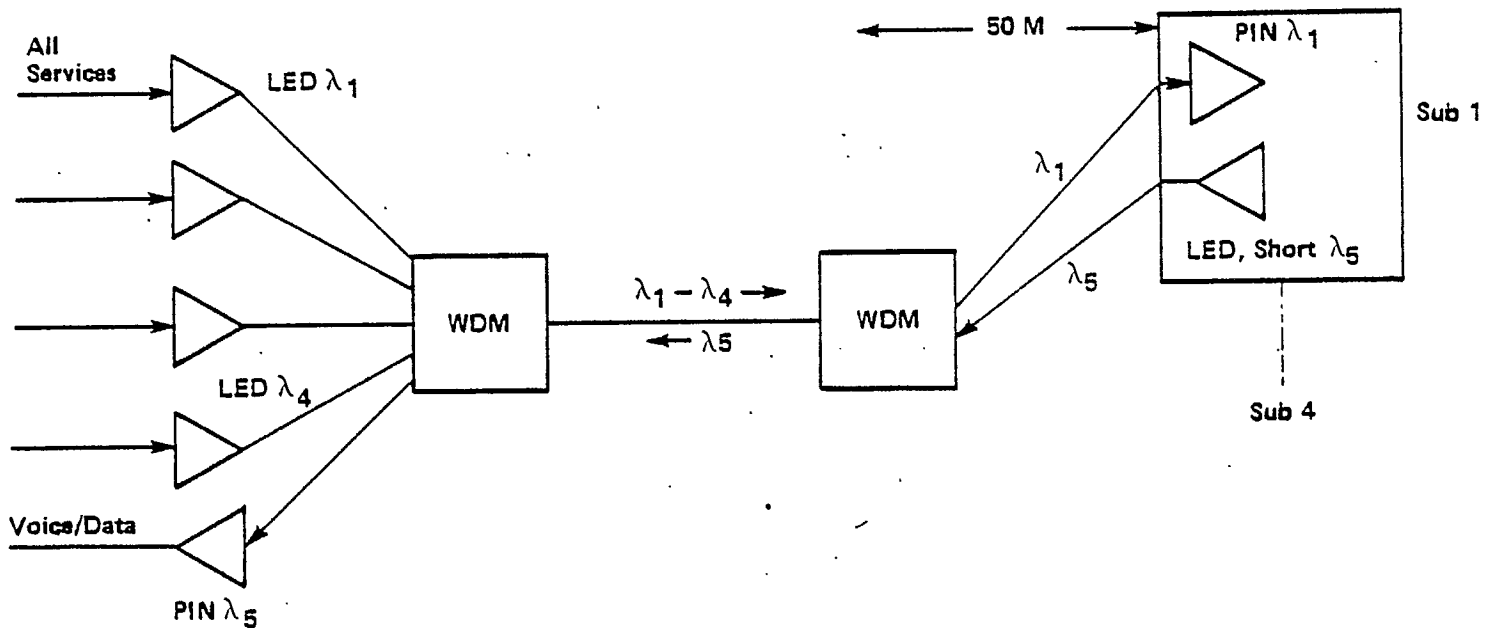 All
Services
LED λ1
50 M
PIN λ1
Sub 1
λ1
LED, Short λ5
λ5
WDM
λ1 – λ4
λ5
WDM
LED λ4
Sub 4
Voice/Data
PIN λ5